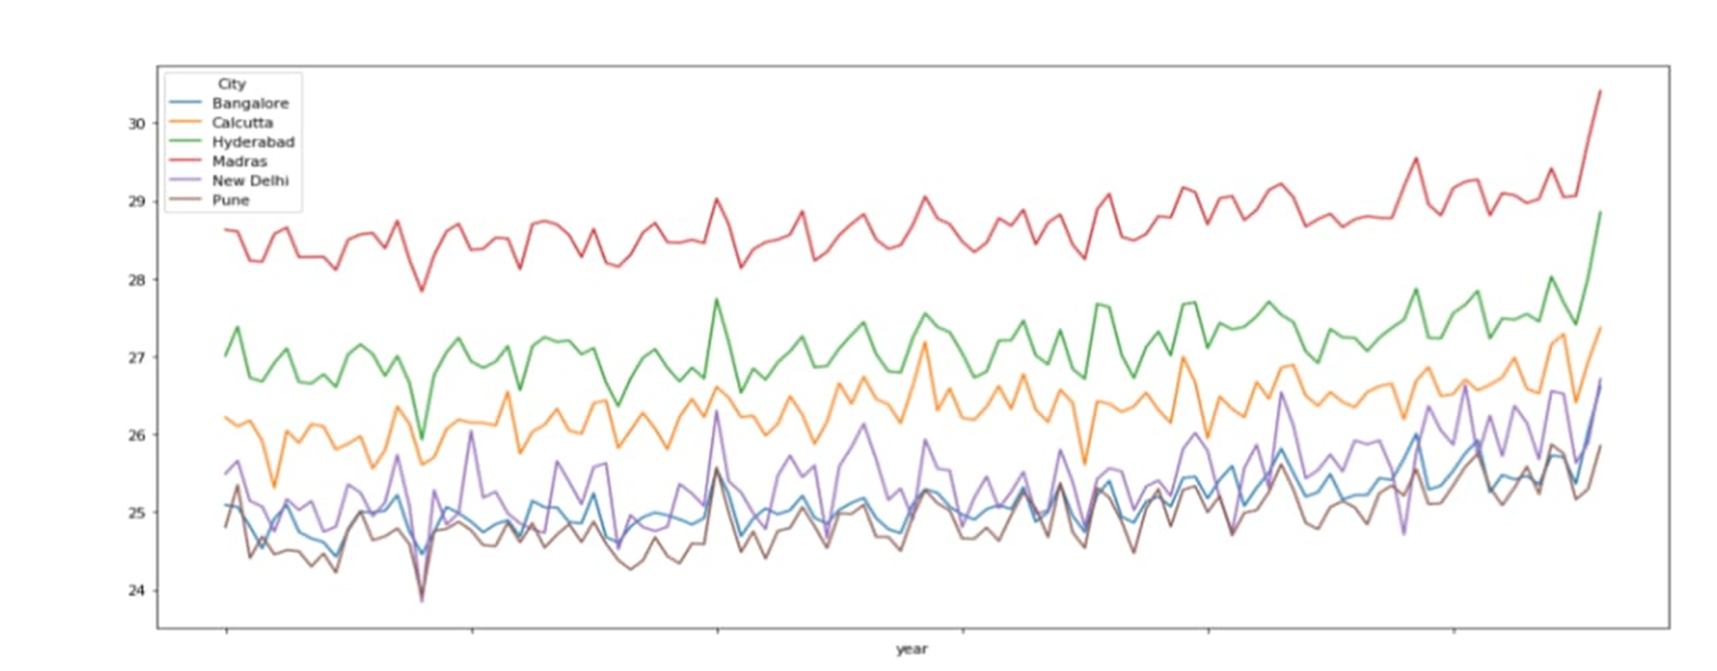 City
Bangalore
Calcutta
Hyderabad
Madras
New Delhi
Pune
30
29
28
27
26
25
24
year